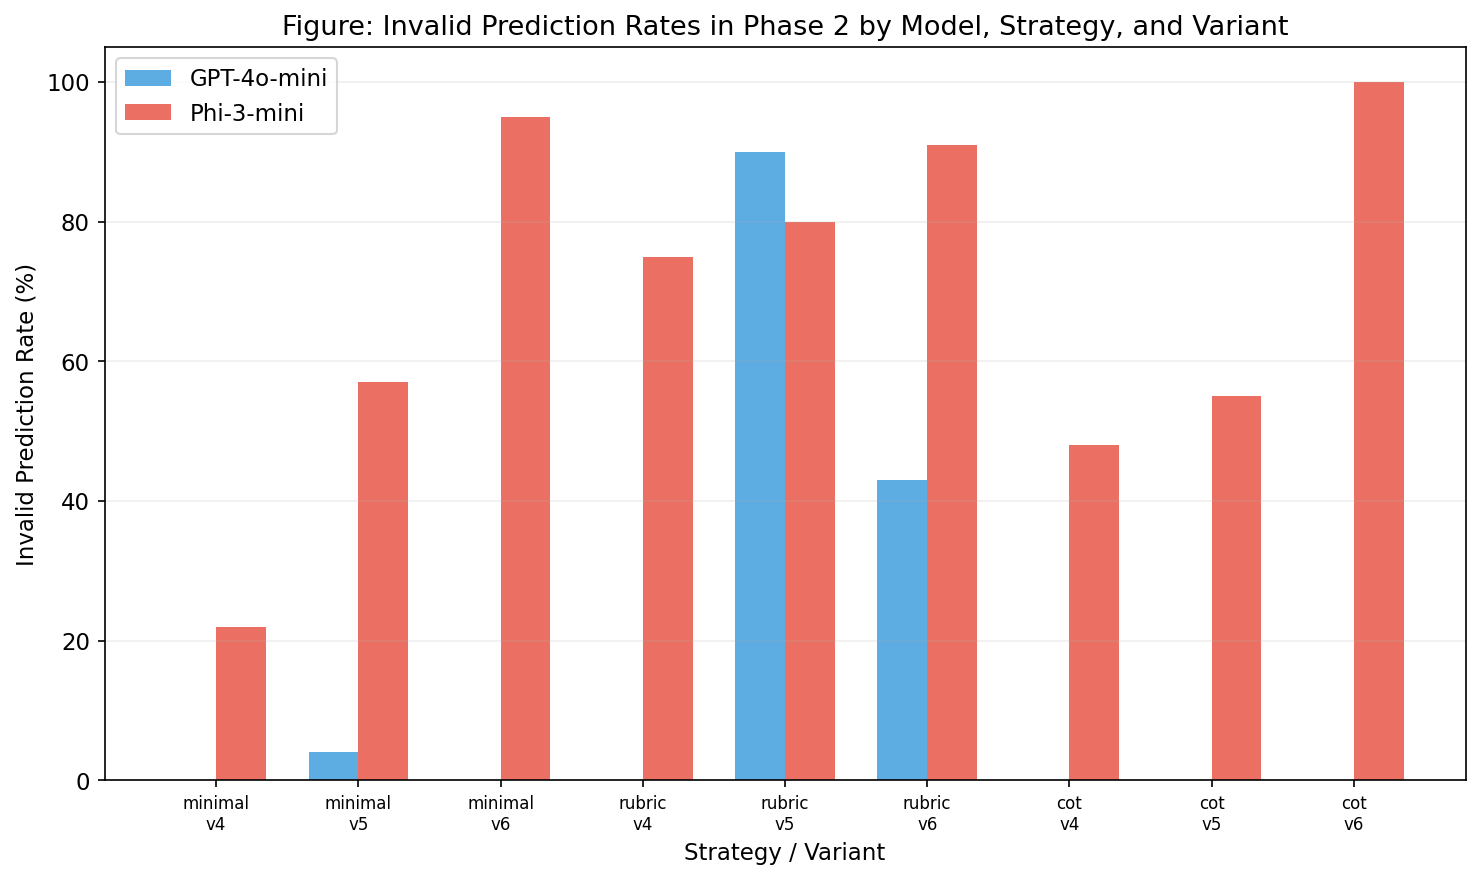 Figure: Invalid Prediction Rates in Phase 2 by Model, Strategy, and Variant
GPT-4o-mini
Phi-3-mini
Invalid Prediction Rate (%)
100
80
60
40
20
0
minimal
v4
minimal
v5
minimal
v6
rubric
v4
rubric
v5
rubric
v6
cot
v4
cot
v5
cot
v6
Strategy / Variant